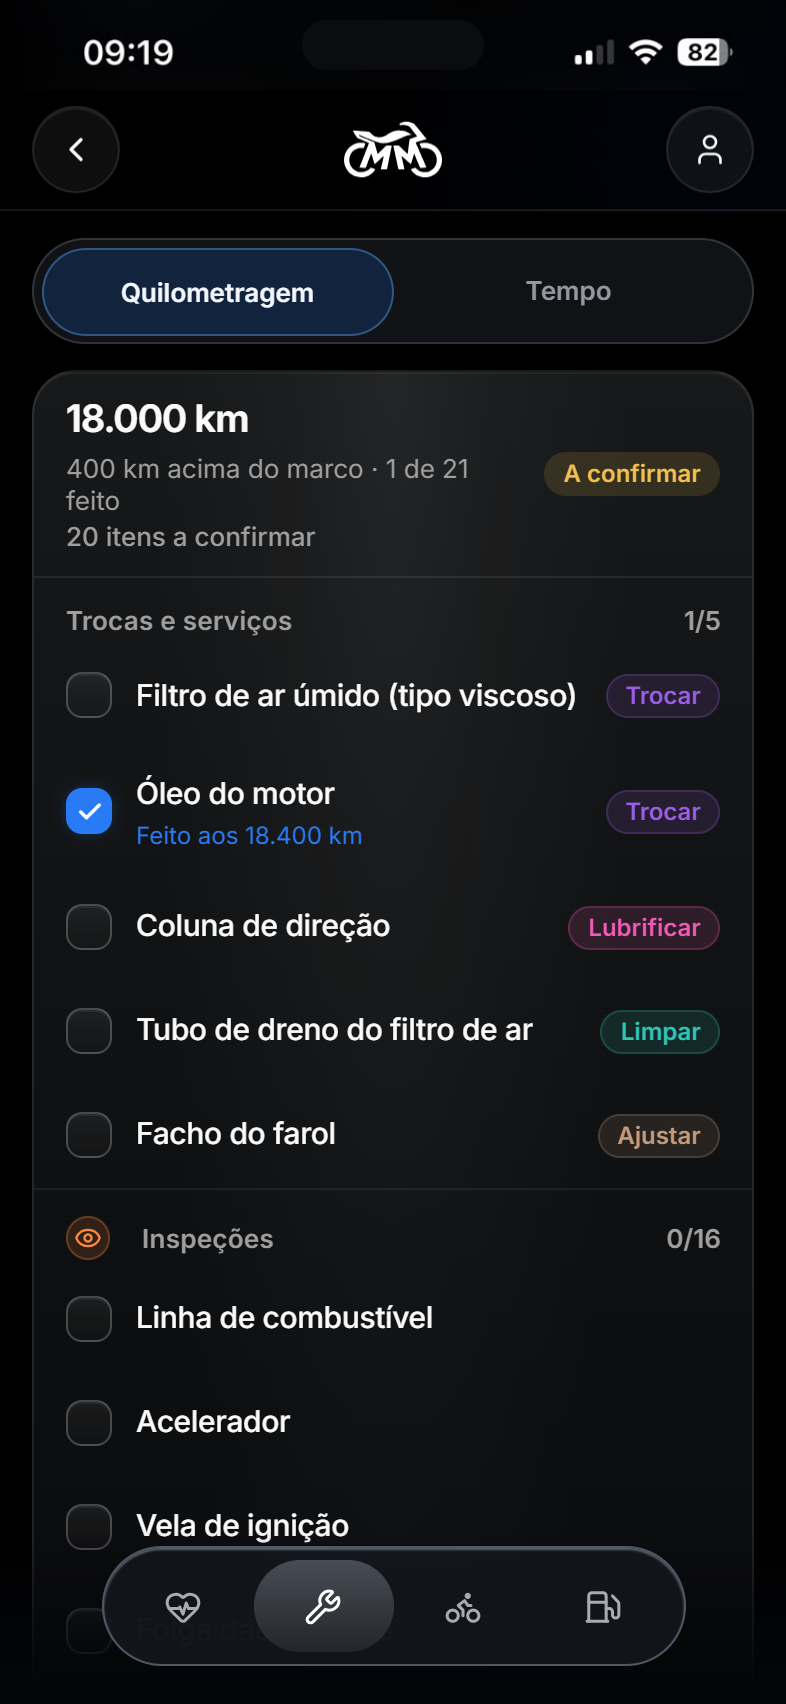 09:19
82
MM
Quilometragem
Tempo
18.000 km
400 km acima do marco · 1 de 21
feito
20 itens a confirmar
A confirmar
Trocas e serviços
1/5
Filtro de ar úmido (tipo viscoso)
Trocar
Óleo do motor
Feito aos 18.400 km
Trocar
Coluna de direção
Lubrificar
Tubo de dreno do filtro de ar
Limpar
Facho do farol
Ajustar
Inspeções
0/16
Linha de combustível
Acelerador
Vela de ignição
Folga da